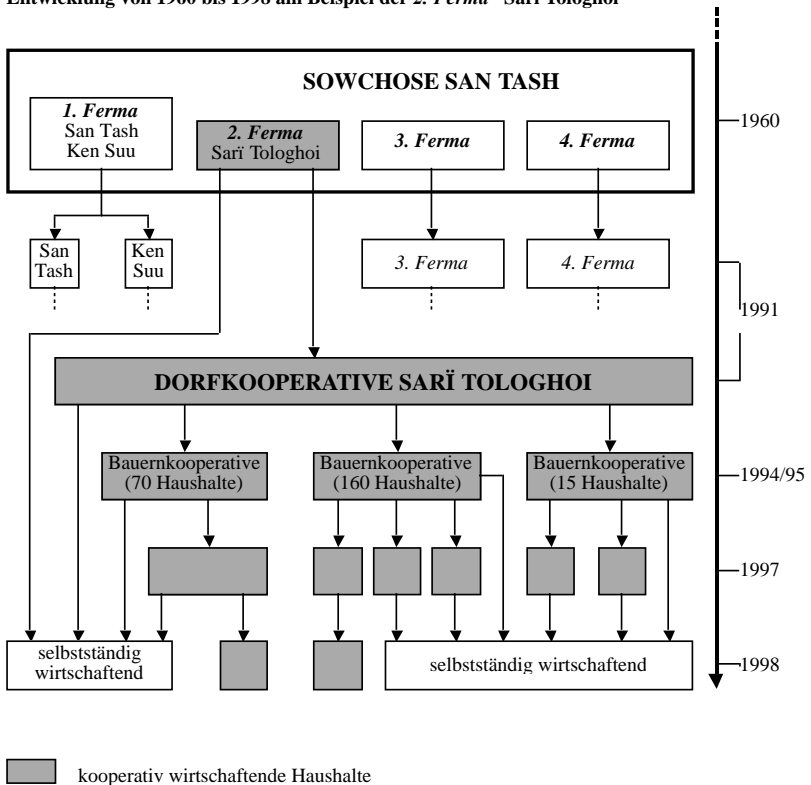 Entwicklung von 1960 bis 1998 am Beispiel der 2. Ferma "Sarï Tologhoi"
SOWCHOSE SAN TASH
1. Ferma
San Tash
Ken Suu
2. Ferma
Sarï Tologhoi
3. Ferma
4. Ferma
1960
San
Tash
Ken
Suu
3. Ferma
4. Ferma
1991
DORFKOOPERATIVE SARÏ TOLOGHOI
Bauernkooperative
(70 Haushalte)
Bauernkooperative
(160 Haushalte)
Bauernkooperative
(15 Haushalte)
1994/95
1997
selbstständig
wirtschaftend
selbstständig wirtschaftend
1998
kooperativ wirtschaftende Haushalte